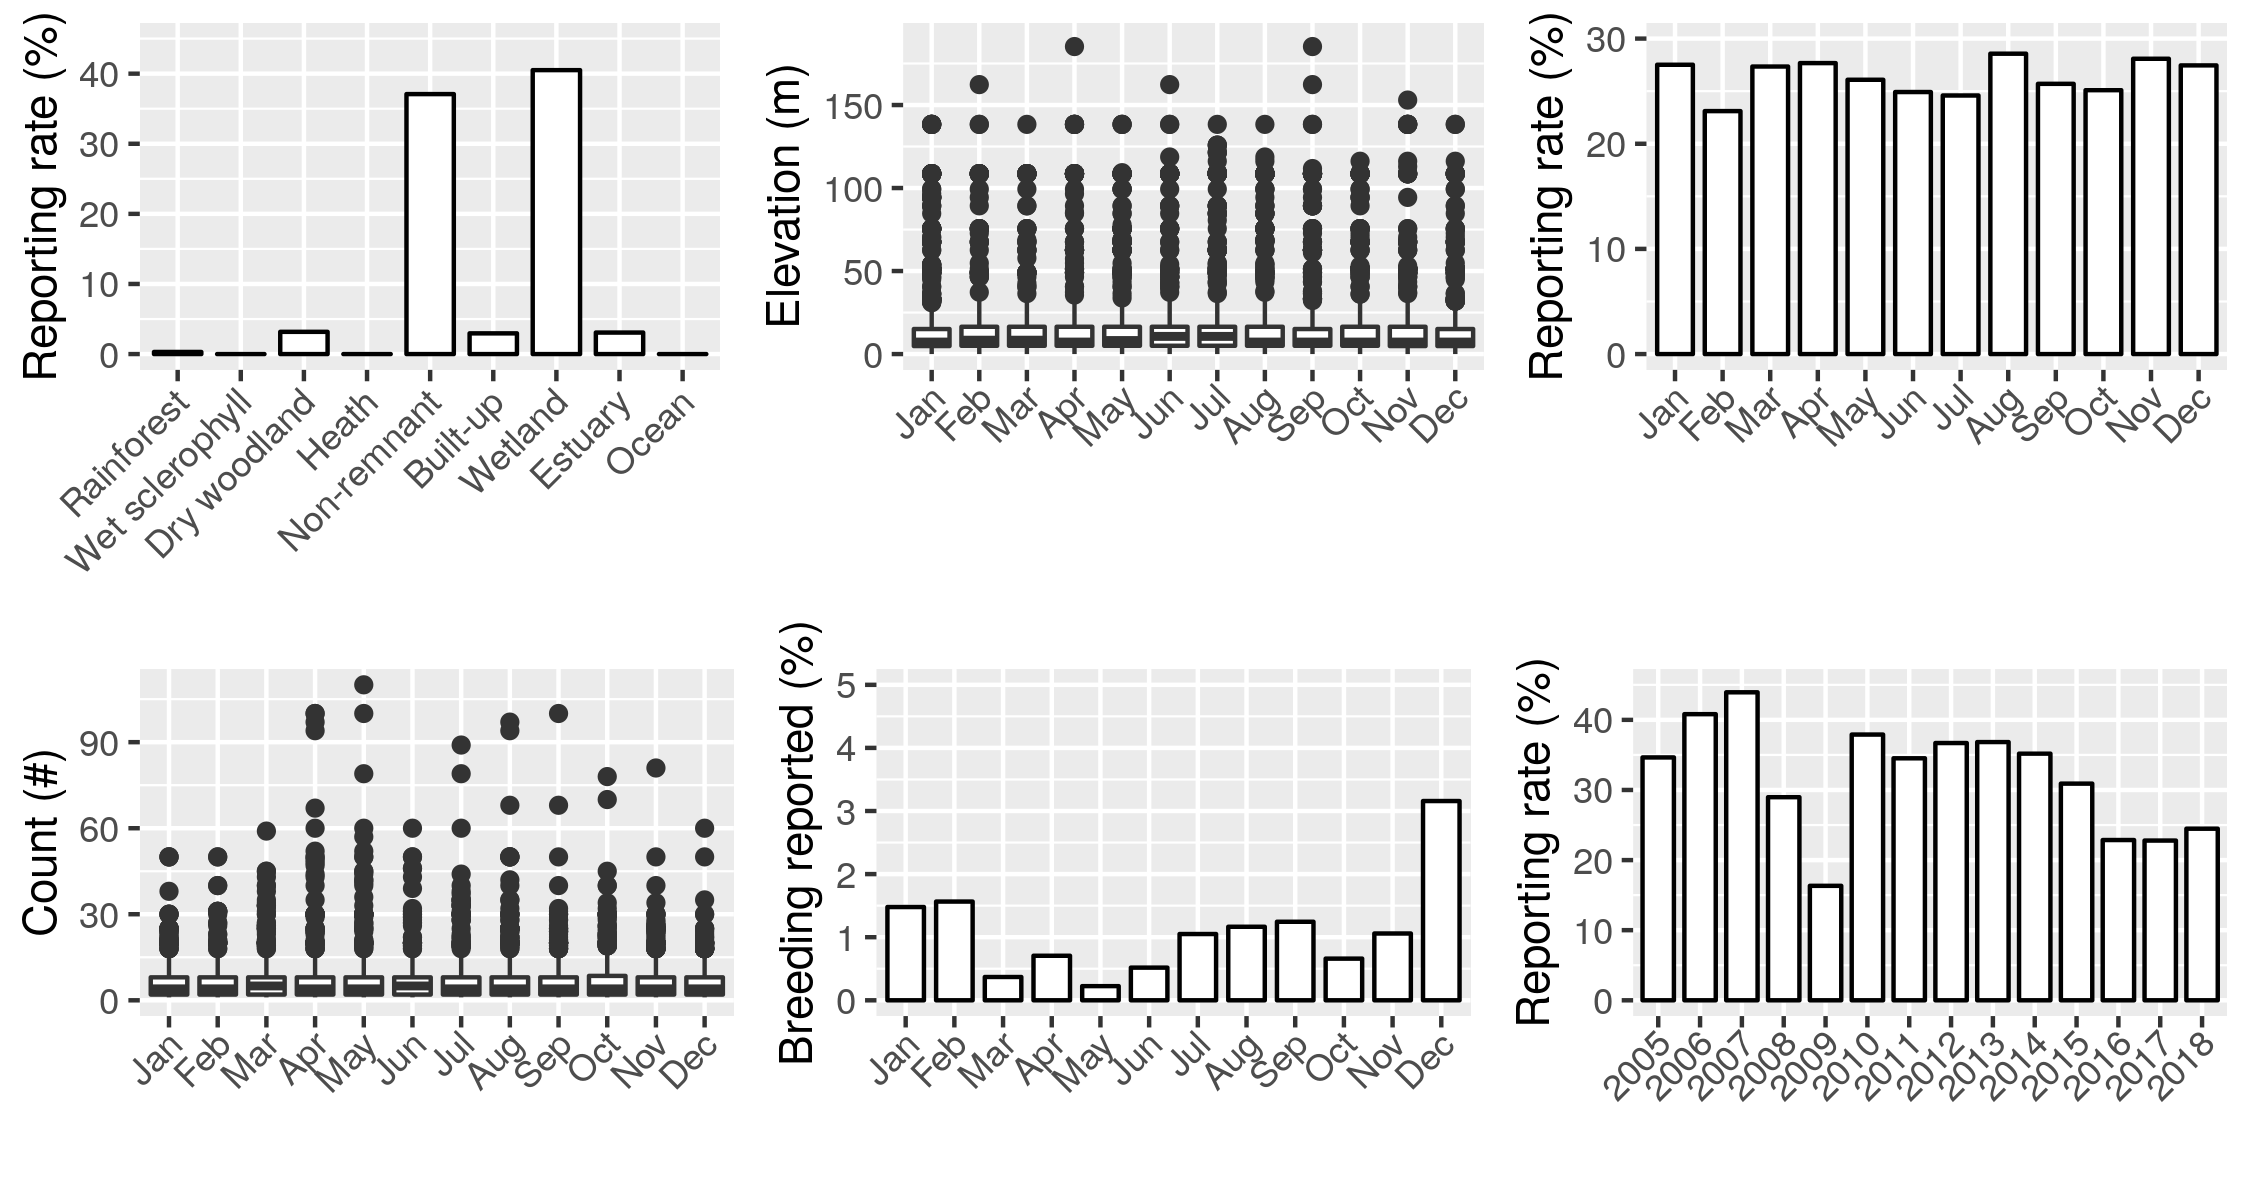 Reporting rate (%)
0
10
20
30
40
Rainforest
Wet sclerophyll
Dry woodland
Heath
Non-remnant
Built-up
Wetland
Estuary
Ocean
Elevation (m)
0
50
100
150
Jan
Feb
Mar
Apr
May
Jun
Jul
Aug
Sep
Oct
Nov
Dec
Reporting rate (%)
0
10
20
30
Jan
Feb
Mar
Apr
May
Jun
Jul
Aug
Sep
Oct
Nov
Dec
Count (#)
0
30
60
90
Jan
Feb
Mar
Apr
May
Jun
Jul
Aug
Sep
Oct
Nov
Dec
Breeding reported (%)
0
1
2
3
4
5
Jan
Feb
Mar
Apr
May
Jun
Jul
Aug
Sep
Oct
Nov
Dec
Reporting rate (%)
0
10
20
30
40
2005
2006
2007
2008
2009
2010
2011
2012
2013
2014
2015
2016
2017
2018